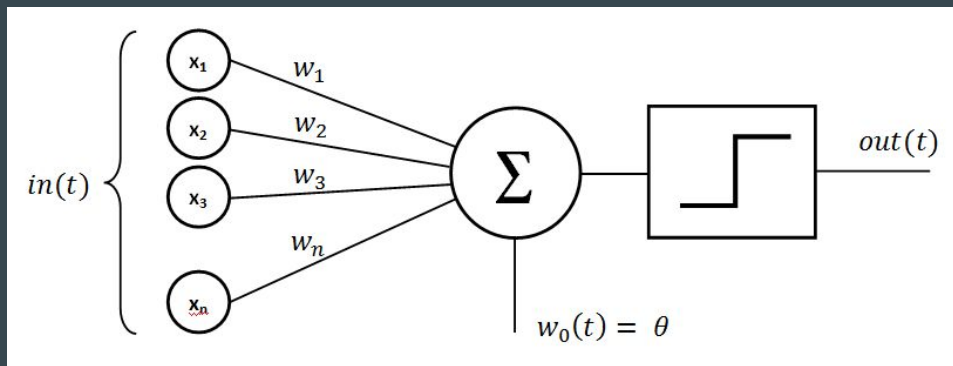 x₁
w₁
x₂
w₂
in(t)
x₃
w₃
Σ
out(t)
wₙ
xₙ
w₀(t) = θ